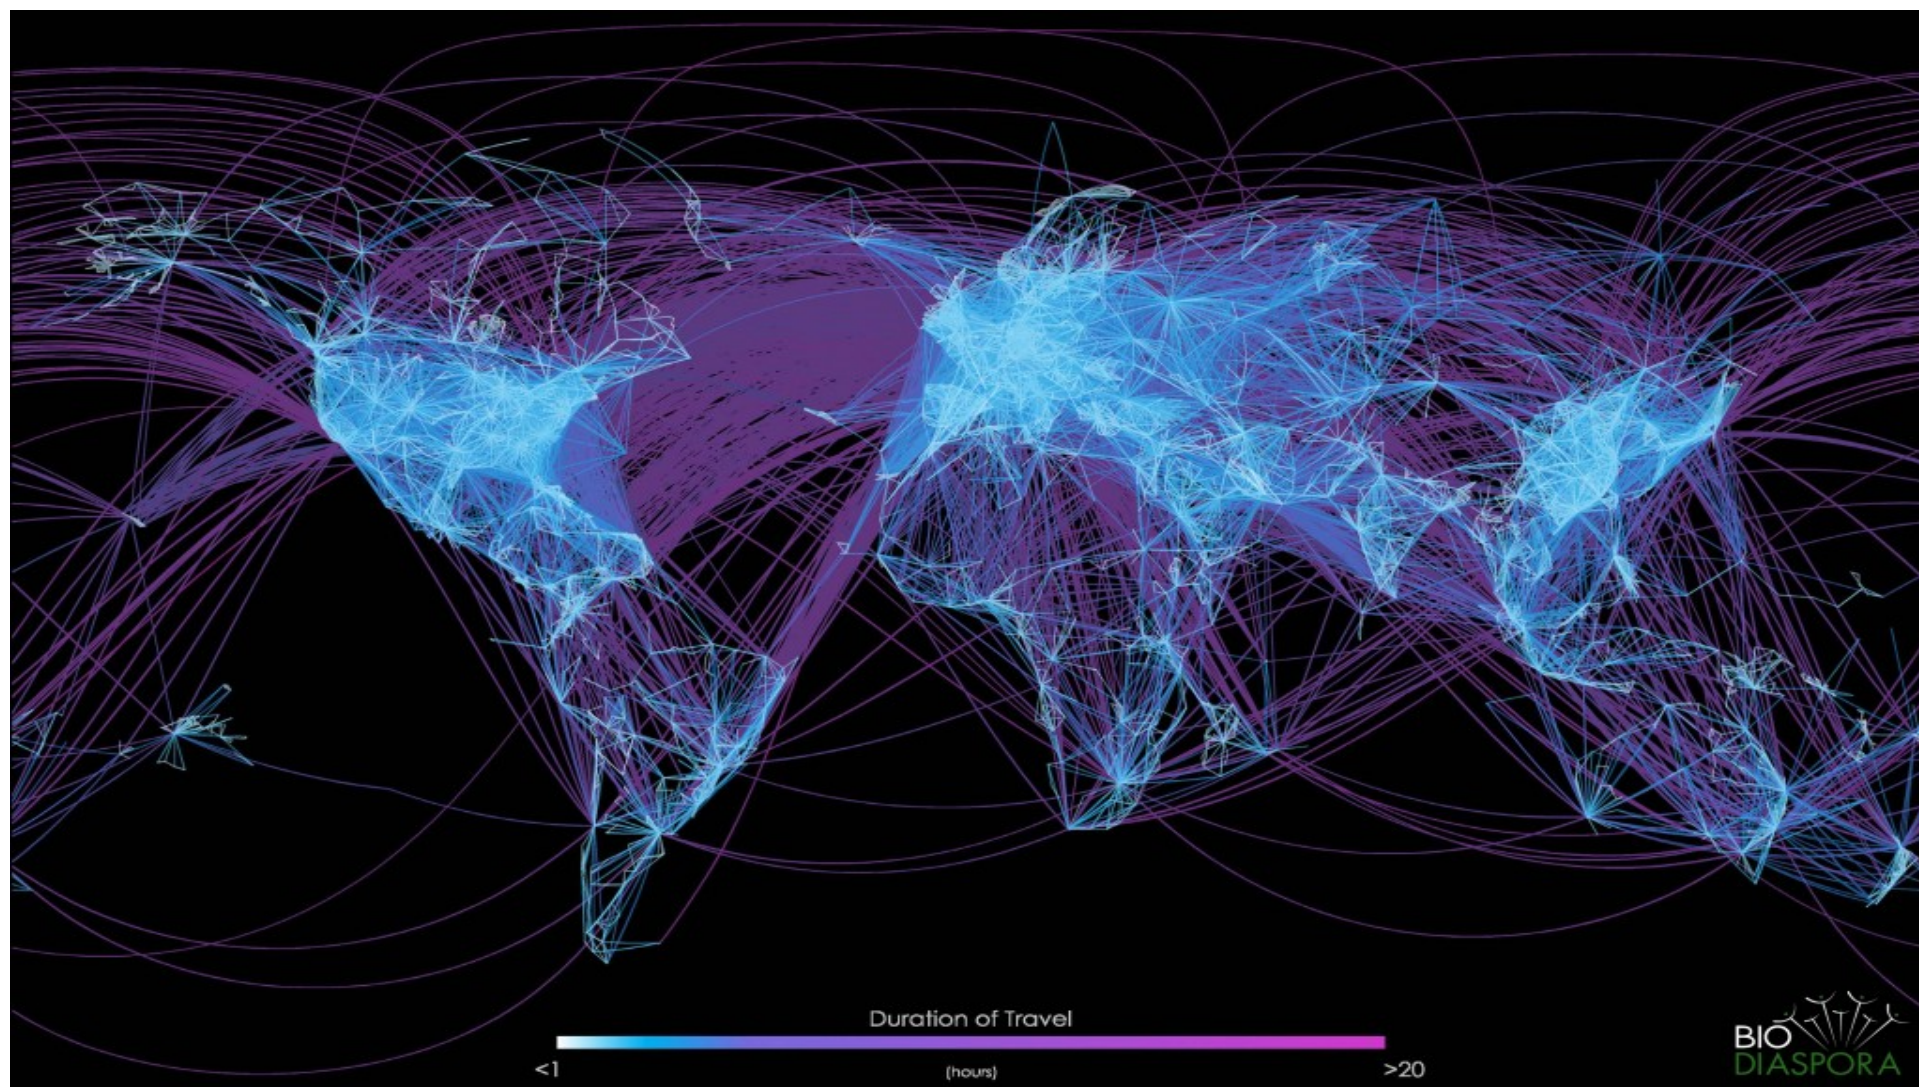 Duration of Travel
<1
(hours)
>20
BIO
DIASPORA